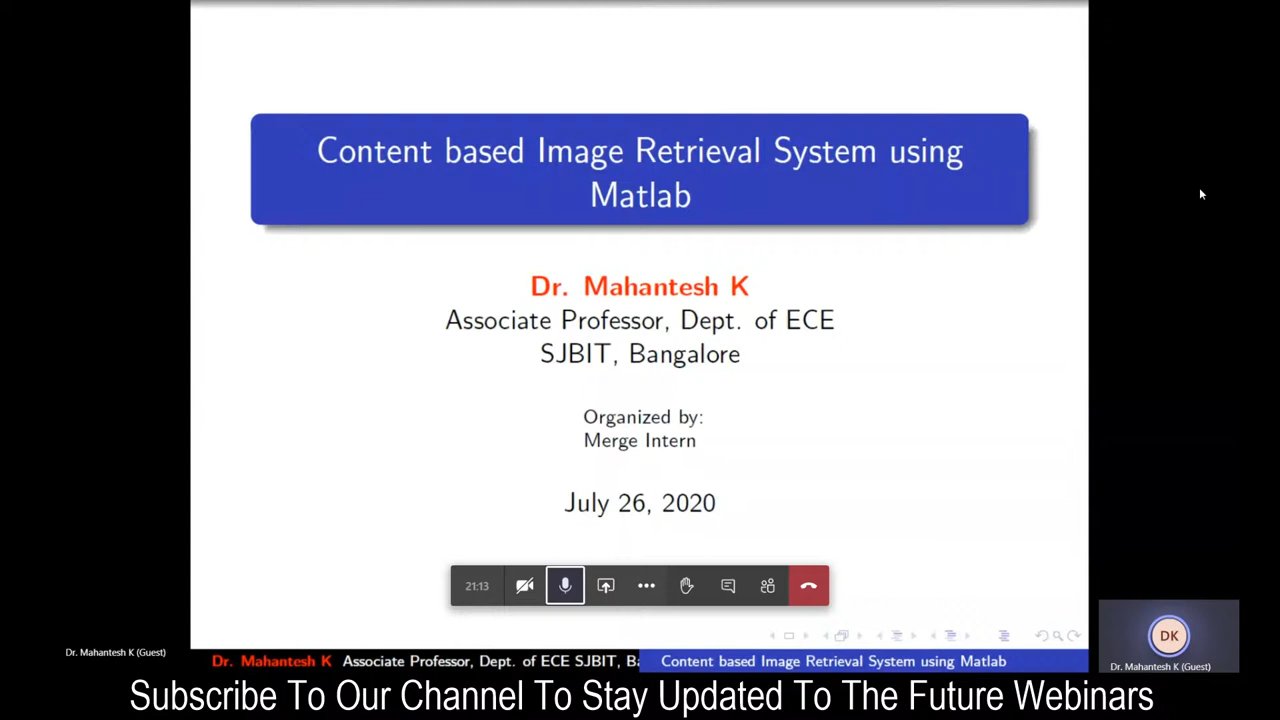 Content based Image Retrieval System using
Matlab
Dr. Mahantesh K
Associate Professor, Dept. of ECE
SJBIT, Bangalore
Organized by:
Merge Intern
July 26, 2020
21:13
DK
Dr. Mahantesh K (Guest)
Dr. Mahantesh K (Guest)
Dr. Mahantesh K Associate Professor, Dept. of ECE SJBIT, Ba Content based Image Retrieval System using Matlab
Subscribe To Our Channel To Stay Updated To The Future Webinars